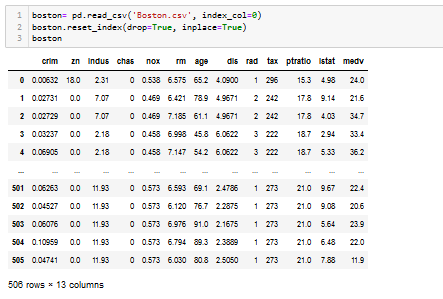 1 boston= pd.read_csv('Boston.csv', index_col=0)
2 boston.reset_index(drop=True, inplace=True)
3 boston
crim zn indus chas nox rm age dis rad tax ptratio lstat medv
0 0.00632 18.0 2.31 0 0.538 6.575 65.2 4.0900 1 296 15.3 4.98 24.0
1 0.02731 0.0 7.07 0 0.469 6.421 78.9 4.9671 2 242 17.8 9.14 21.6
2 0.02729 0.0 7.07 0 0.469 7.185 61.1 4.9671 2 242 17.8 4.03 34.7
3 0.03237 0.0 2.18 0 0.458 6.998 45.8 6.0622 3 222 18.7 2.94 33.4
4 0.06905 0.0 2.18 0 0.458 7.147 54.2 6.0622 3 222 18.7 5.33 36.2
... ... ... ... ... ... ... ... ... ... ... ... ... ...
501 0.06263 0.0 11.93 0 0.573 6.593 69.1 2.4786 1 273 21.0 9.67 22.4
502 0.04527 0.0 11.93 0 0.573 6.120 76.7 2.2875 1 273 21.0 9.08 20.6
503 0.06076 0.0 11.93 0 0.573 6.976 91.0 2.1675 1 273 21.0 5.64 23.9
504 0.10959 0.0 11.93 0 0.573 6.794 89.3 2.3889 1 273 21.0 6.48 22.0
505 0.04741 0.0 11.93 0 0.573 6.030 80.8 2.5050 1 273 21.0 7.88 11.9
506 rows × 13 columns